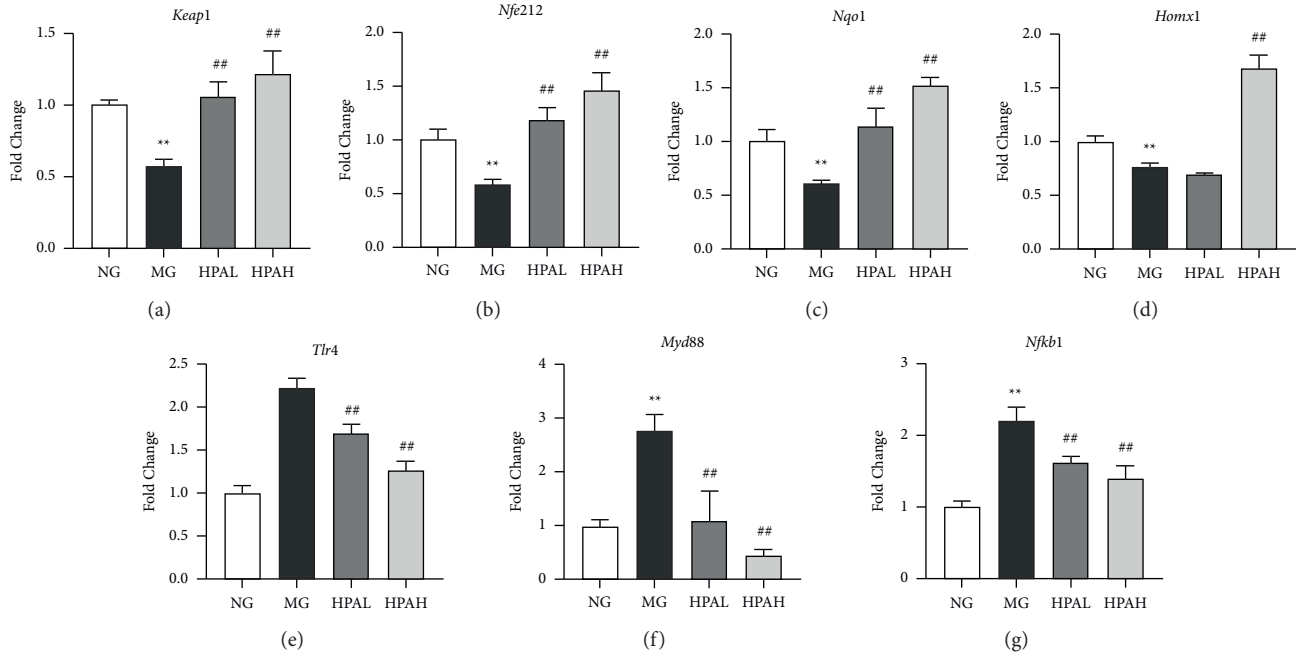 Keap1
Fold Change
1.5
1.0
0.5
0.0
**
##
##
NG MG HPAL HPAH
(a)
Nfe212
Fold Change
2.0
1.5
1.0
0.5
0.0
**
##
##
NG MG HPAL HPAH
(b)
Nqo1
Fold Change
2.0
1.5
1.0
0.5
0.0
**
##
##
NG MG HPAL HPAH
(c)
Homx1
Fold Change
2.0
1.5
1.0
0.5
0.0
**
##
NG MG HPAL HPAH
(d)
Tlr4
Fold Change
2.5
2.0
1.5
1.0
0.0
##
##
NG MG HPAL HPAH
(e)
Myd88
Fold Change
4
3
2
1
0
**
##
##
NG MG HPAL HPAH
(f)
Nfkb1
Fold Change
3
2
1
0
**
##
##
NG MG HPAL HPAH
(g)